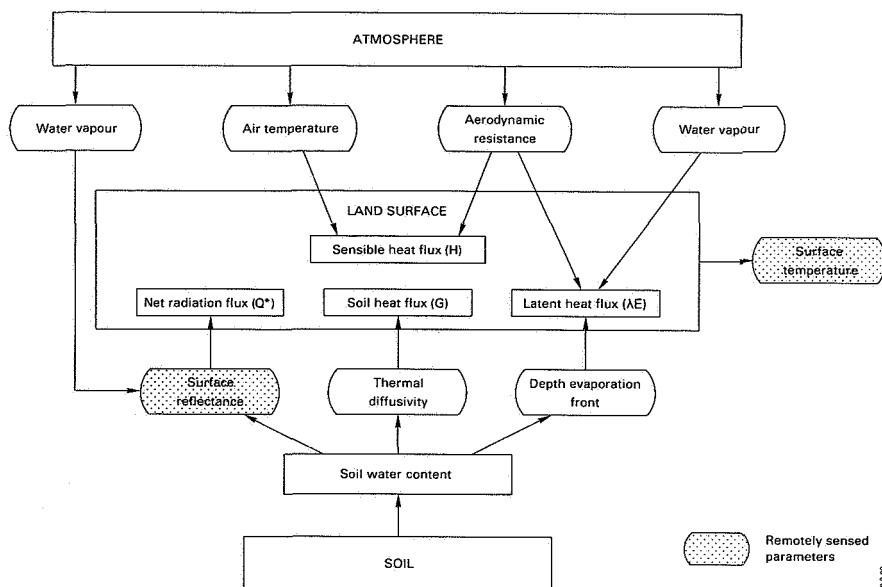 ATMOSPHERE
Water vapour
Air temperature
Aerodynamic
resistance
Water vapour
LAND SURFACE
Sensible heat flux (H)
Surface
temperature
Net radiation flux (Q*)
Soil heat flux (G)
Latent heat flux (λE)
Surface
reflectance
Thermal
diffusivity
Depth evaporation
front
Soil water content
SOIL
Remotely sensed
parameters